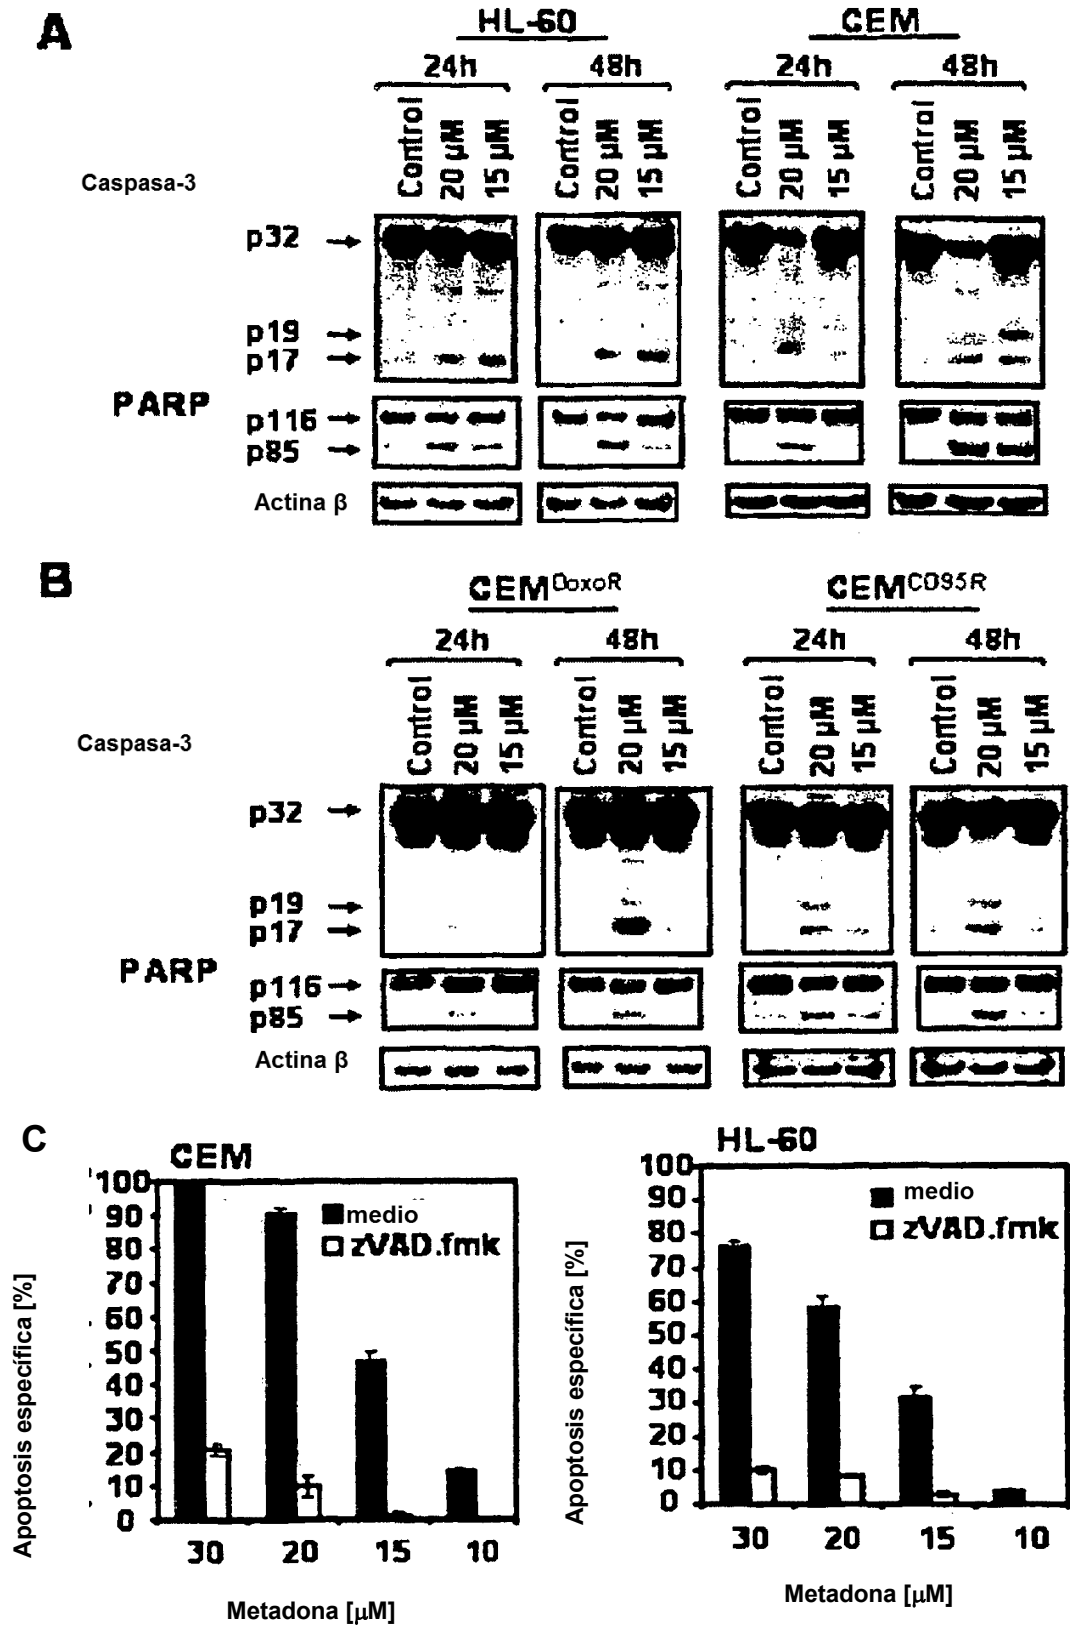 A
HL-60 CEM
24h 48h 24h 48h
Control 20 µM 15 µM Control 20 µM 15 µM Control 20 µM 15 µM Control 20 µM 15 µM
Caspasa-3
p32
p19
p17
PARP
p116
p85
Actina β
B
CEM DoxoR CEM CD95R
24h 48h 24h 48h
Control 20 µM 15 µM Control 20 µM 15 µM Control 20 µM 15 µM Control 20 µM 15 µM
Caspasa-3
p32
p19
p17
PARP
p116
p85
Actina β
C
CEM
100
90
80
70
60
50
40
30
20
10
0
medio
zVAD.fmk
Apoptosis específica [%]
30 20 15 10
Metadona [µM]
HL-60
100
90
80
70
60
50
40
30
20
10
0
medio
zVAD.fmk
Apoptosis específica [%]
30 20 15 10
Metadona [µM]